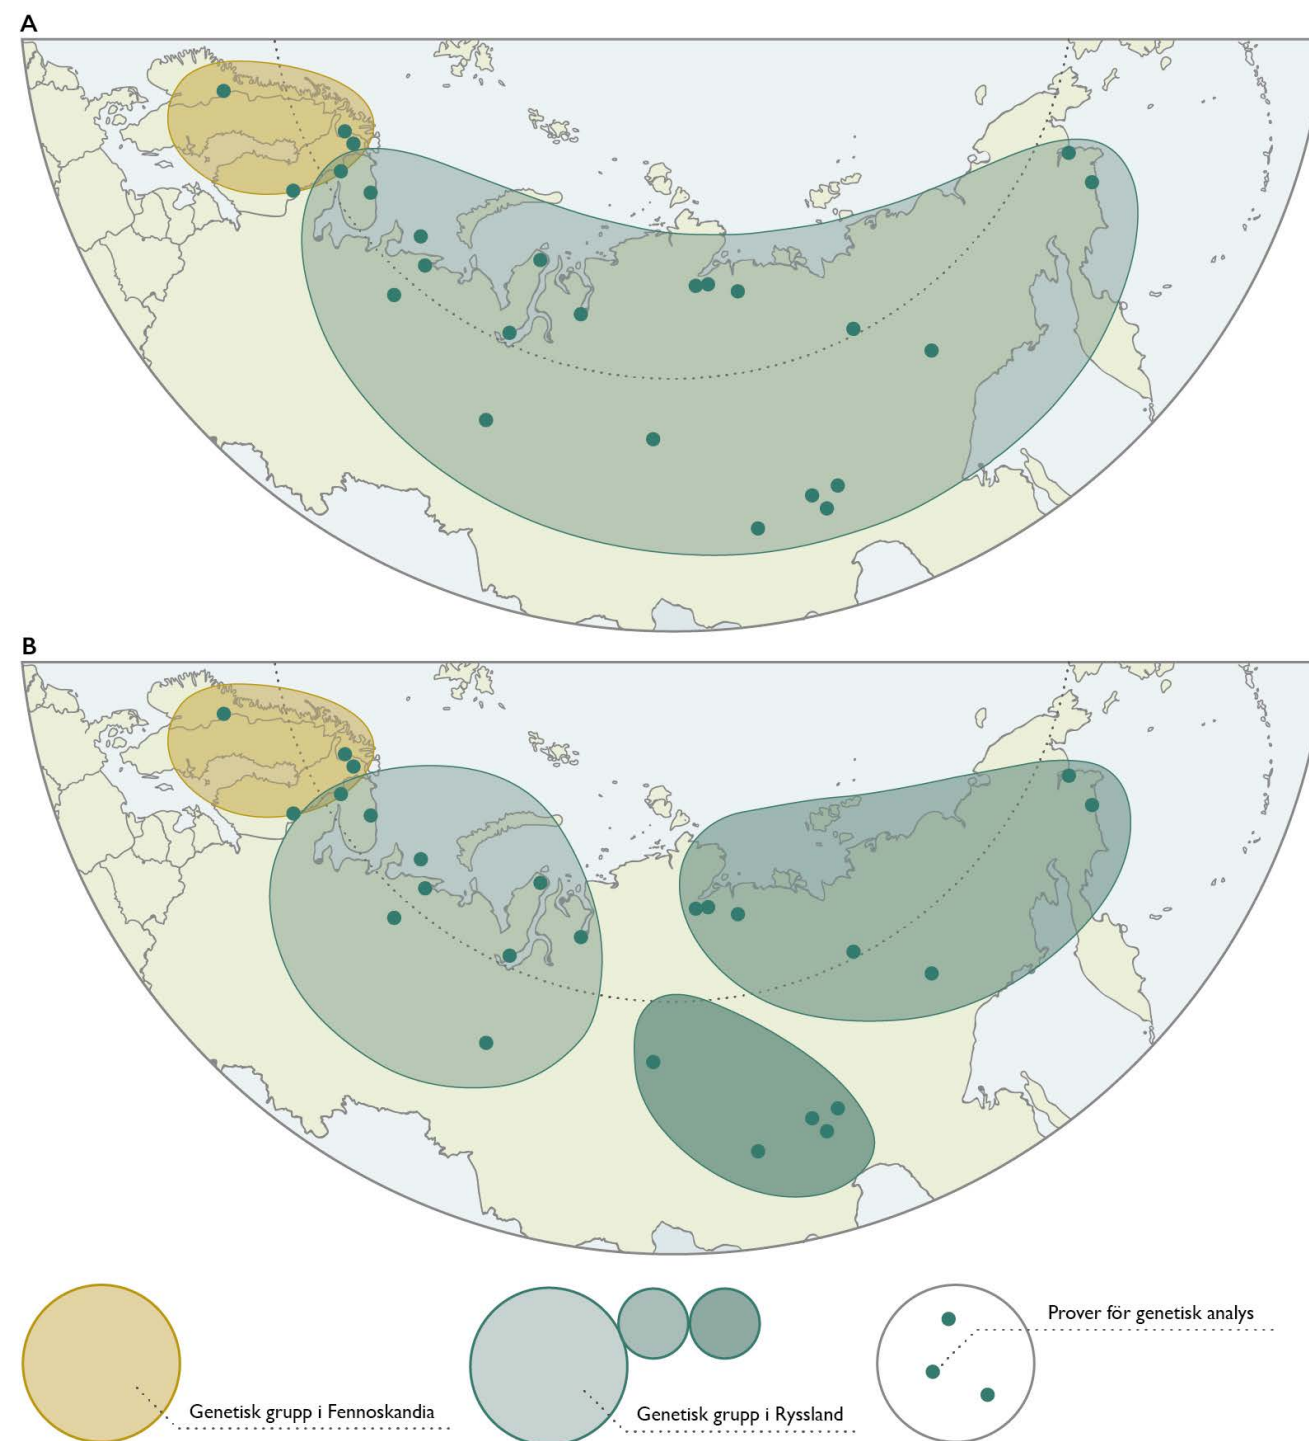 A
B
Genetisk grupp i Fennoskandia
Genetisk grupp i Ryssland
Prover för genetisk analys